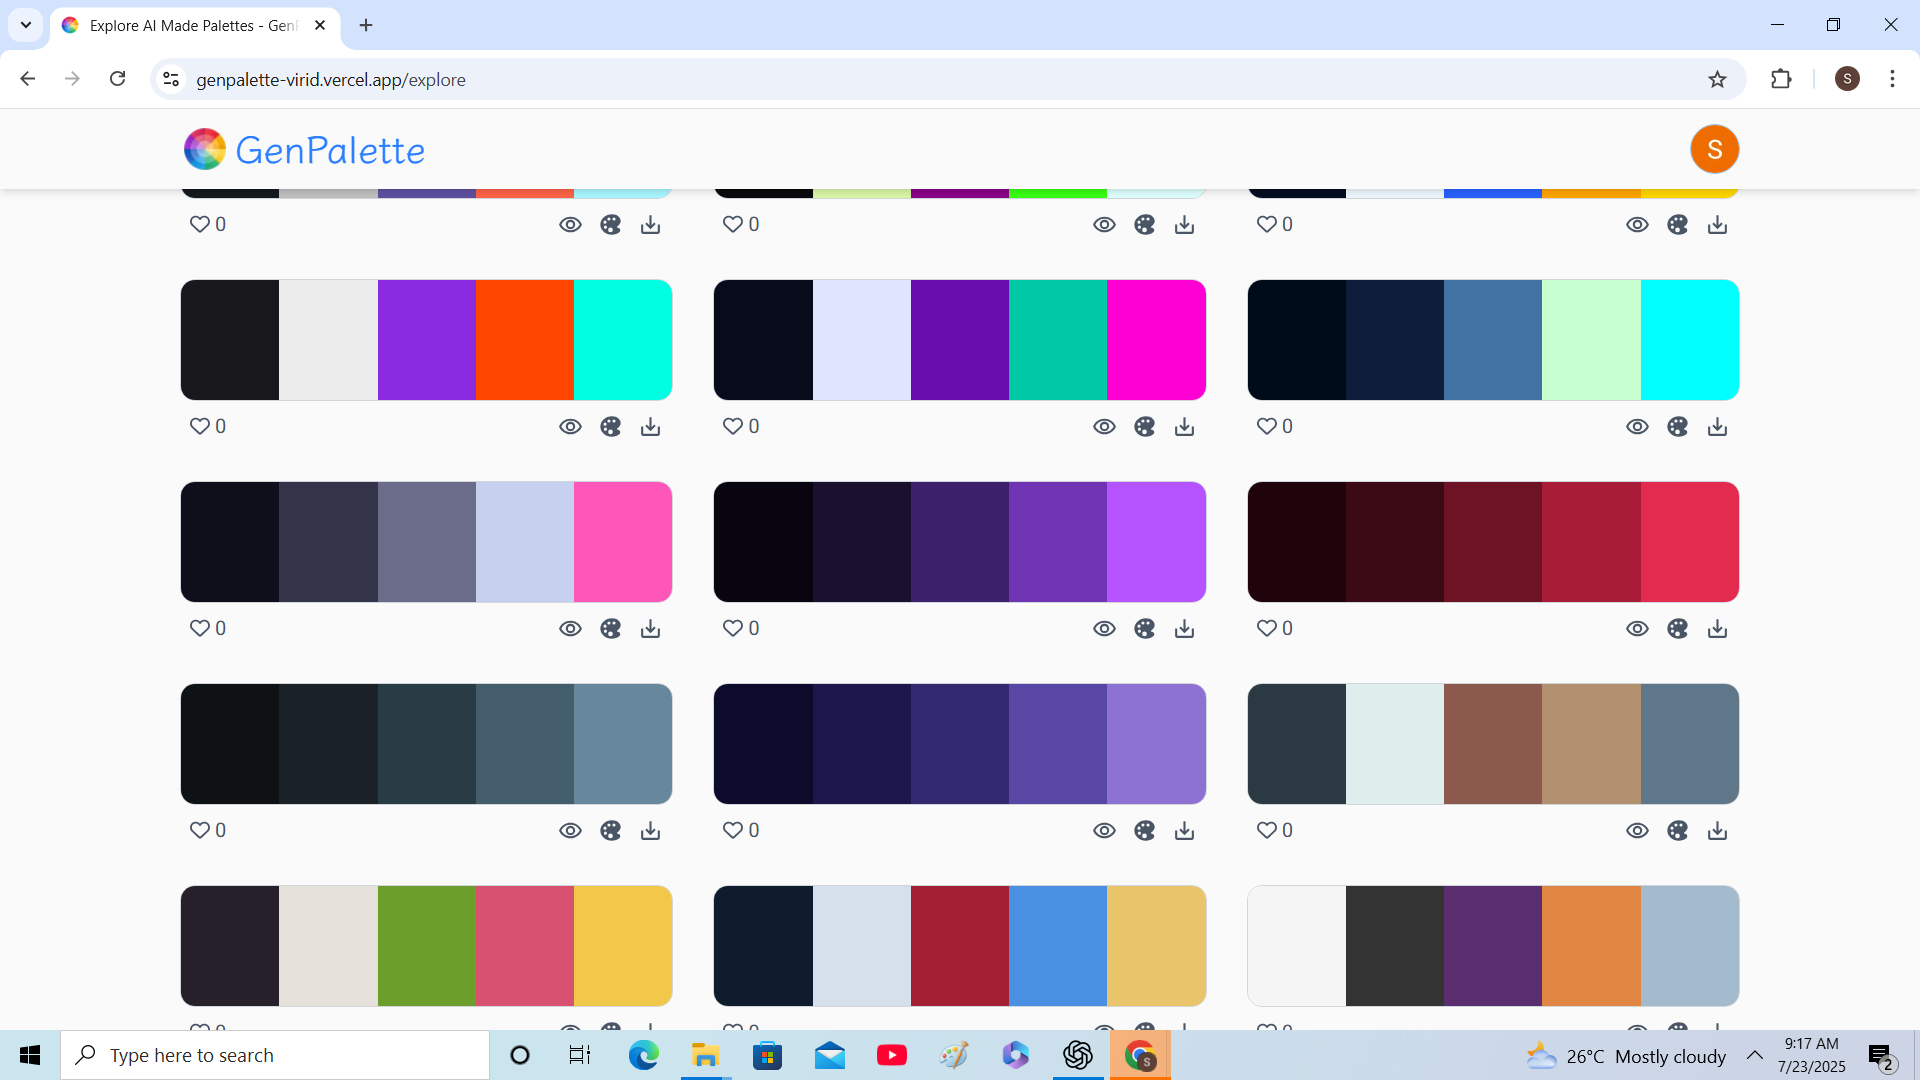 Explore AI Made Palettes - Gen
genpalette-virid.vercel.app/explore
S
GenPalette
S
0
0
0
0
0
0
0
0
0
0
0
0
Type here to search
S
26°C Mostly cloudy
9:17 AM
7/23/2025
2